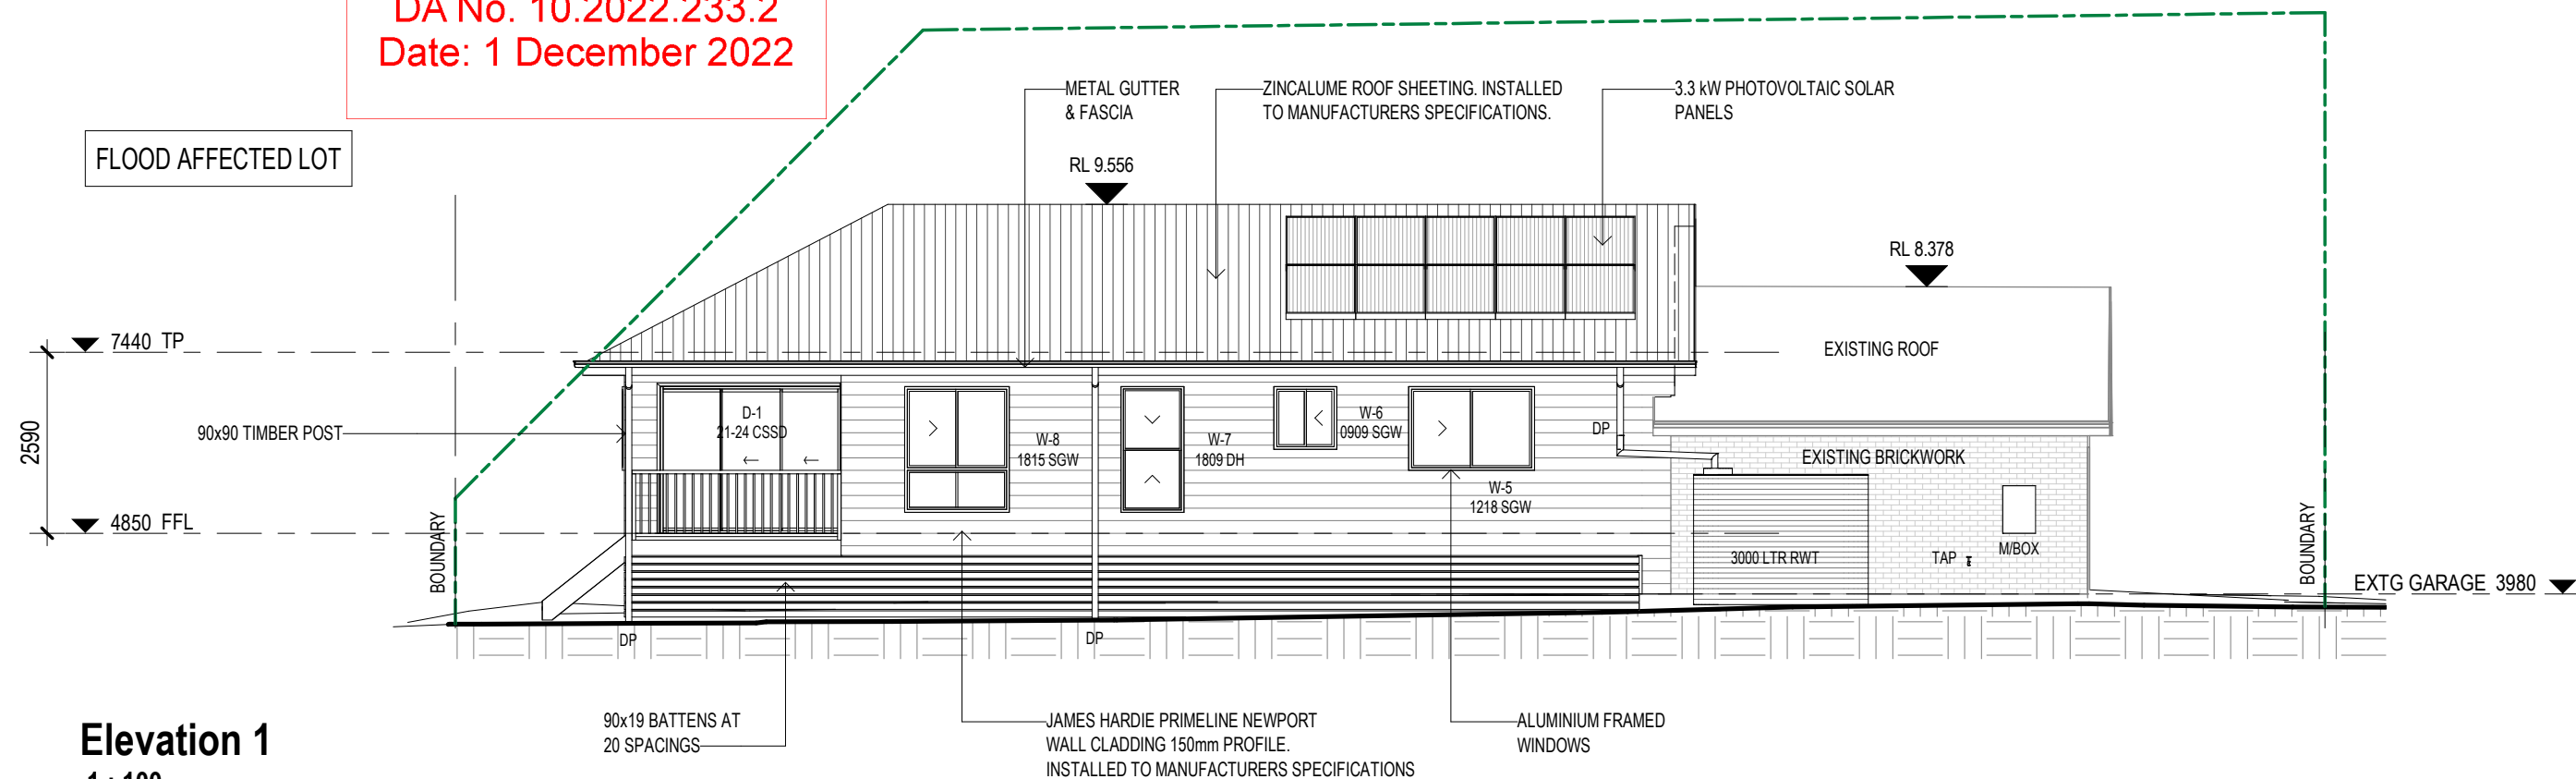 DA No. 10.2022.233.2
Date: 1 December 2022
FLOOD AFFECTED LOT
METAL GUTTER
& FASCIA
ZINCALUME ROOF SHEETING. INSTALLED
TO MANUFACTURERS SPECIFICATIONS.
3.3 kW PHOTOVOLTAIC SOLAR
PANELS
RL 9.556
RL 8.378
7440 TP
EXISTING ROOF
2590
90x90 TIMBER POST
D-1
21-24 CSSD
W-8
1815 SGW
W-7
1809 DH
W-6
0909 SGW
W-5
1218 SGW
DP
EXISTING BRICKWORK
4850 FFL
BOUNDARY
3000 LTR RWT
TAP
M/BOX
BOUNDARY
EXTG GARAGE 3980
DP
DP
90x19 BATTENS AT
20 SPACINGS
JAMES HARDIE PRIMELINE NEWPORT
WALL CLADDING 150mm PROFILE.
INSTALLED TO MANUFACTURERS SPECIFICATIONS
ALUMINIUM FRAMED
WINDOWS
Elevation 1
1 : 100